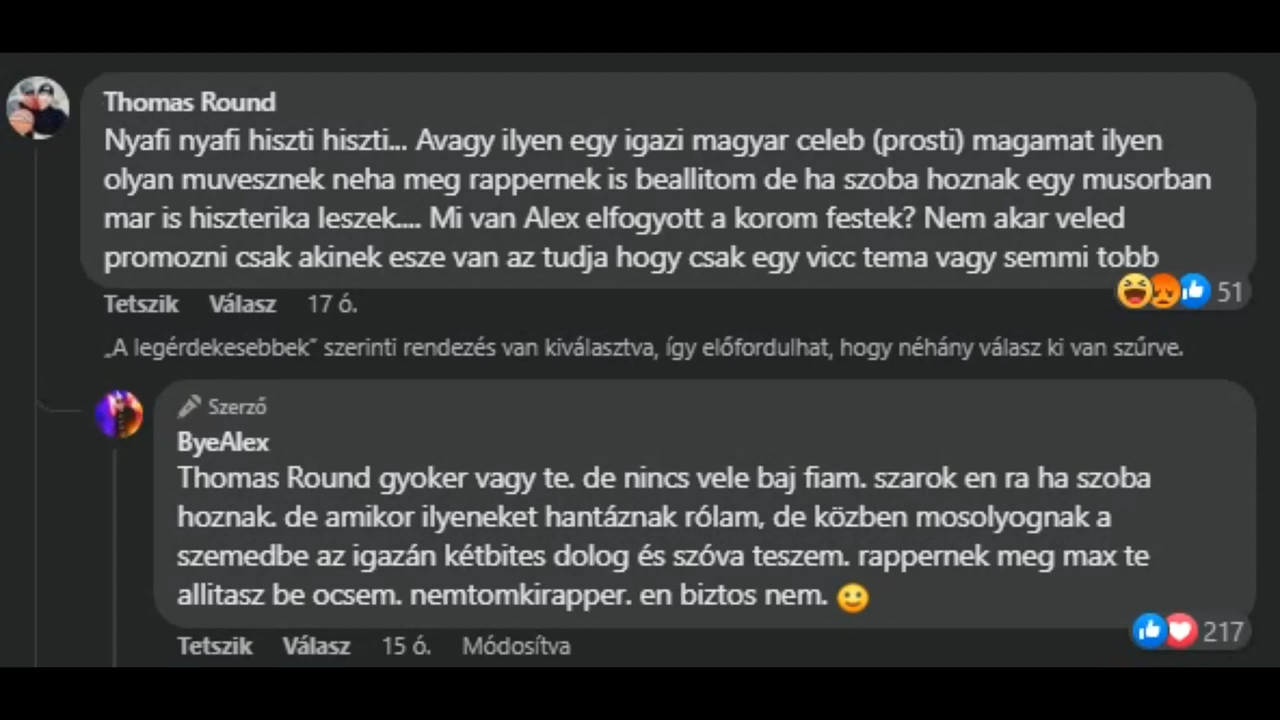 Thomas Round
Nyafi nyafi hiszti hiszti... Avagy ilyen egy igazi magyar celeb (prosti) magamat ilyen
olyan muvesznek neha meg rappernek is beallitom de ha szoba hoznak egy musorban
mar is hiszterika leszek.... Mi van Alex elfogyott a korom festek? Nem akar veled
promozni csak akinek esze van az tudja hogy csak egy vicc tema vagy semmi tobb
Tetszik Válasz 17 ó. 51
„A legérdekesebbek” szerinti rendezés van kiválasztva, így előfordulhat, hogy néhány válasz ki van szűrve.
Szerző
ByeAlex
Thomas Round gyoker vagy te. de nincs vele baj fiam. szarok en ra ha szoba
hoznak. de amikor ilyeneket hantáznak rólam, de közben mosolyognak a
szemedbe az igazán kétbites dolog és szóva teszem. rappernek meg max te
allitasz be ocsem. nemtomkirapper. en biztos nem. 🙂
Tetszik Válasz 15 ó. Módosítva 217